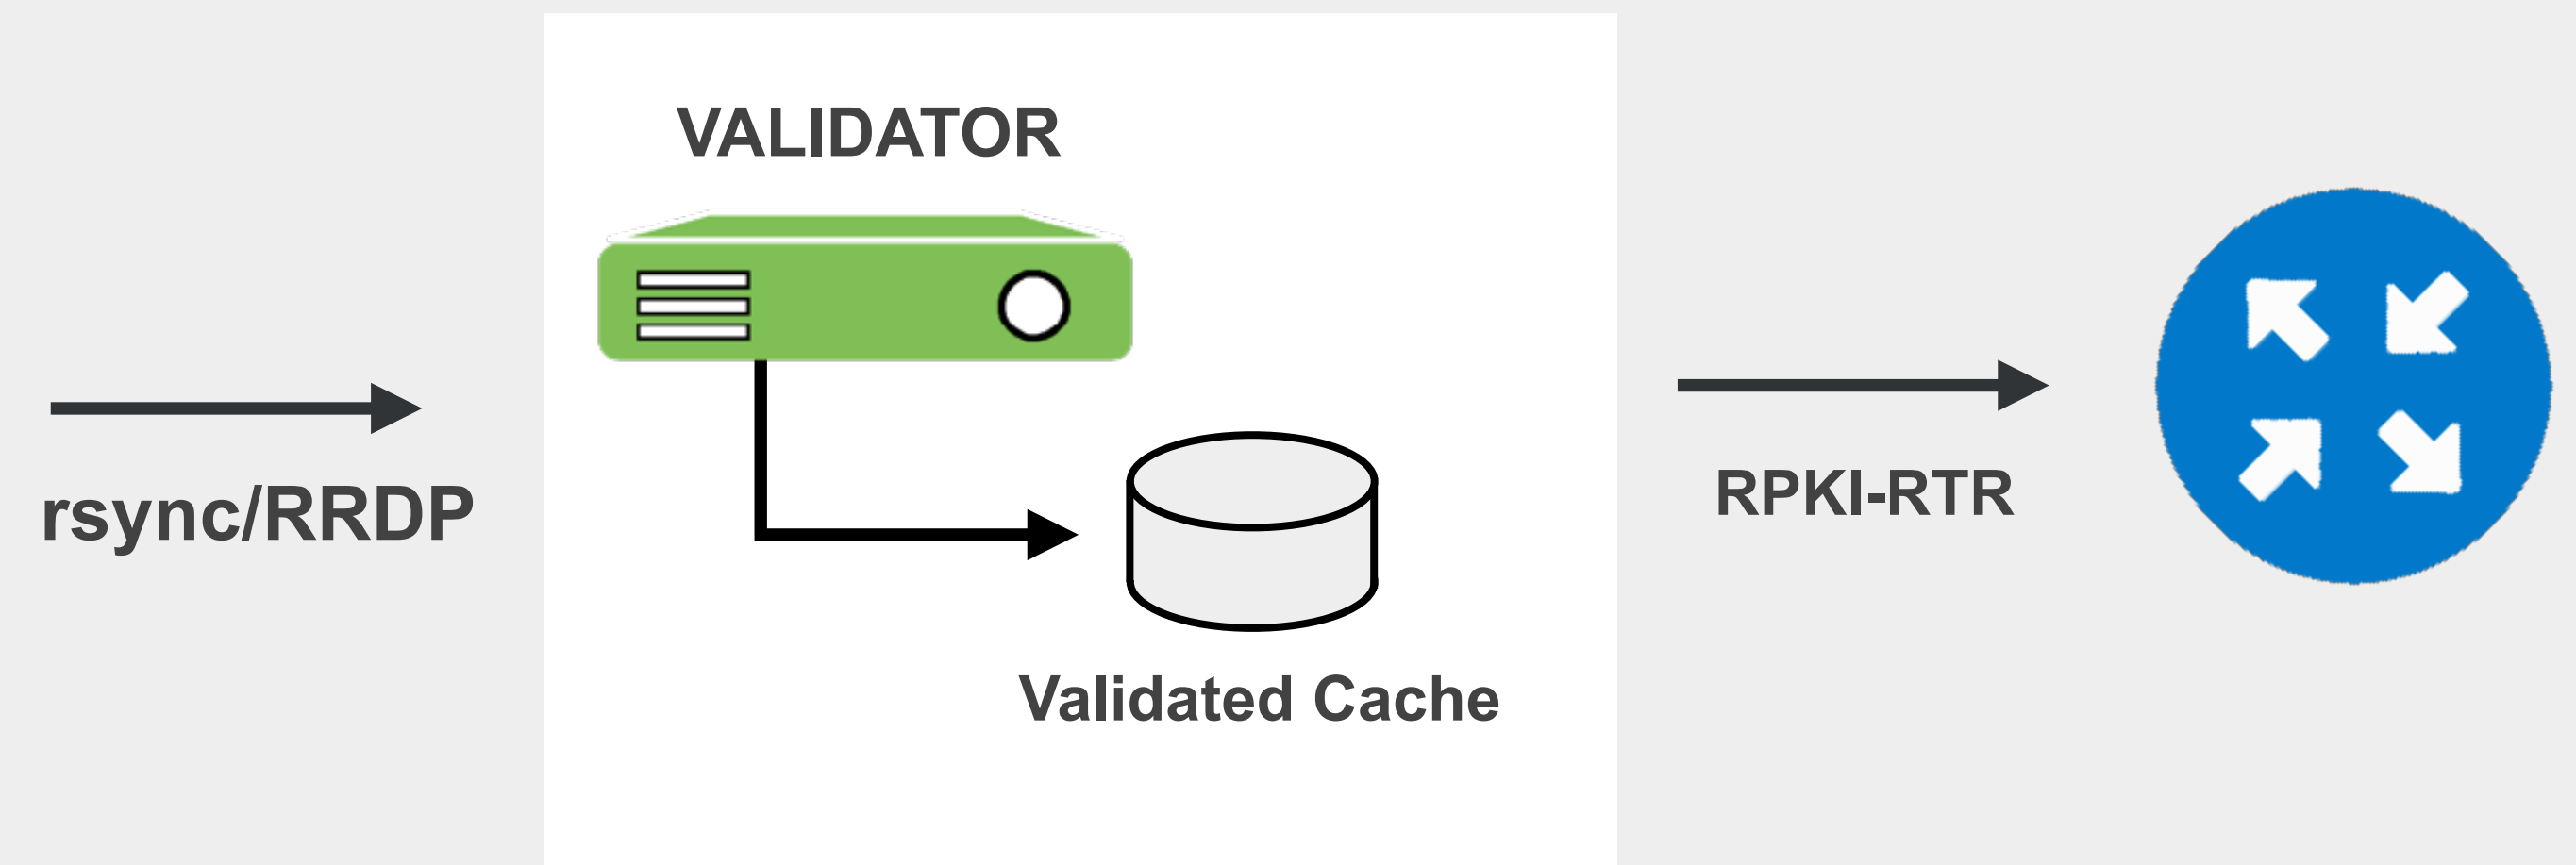 VALIDATOR
rsync/RRDP
RPKI-RTR
Validated Cache